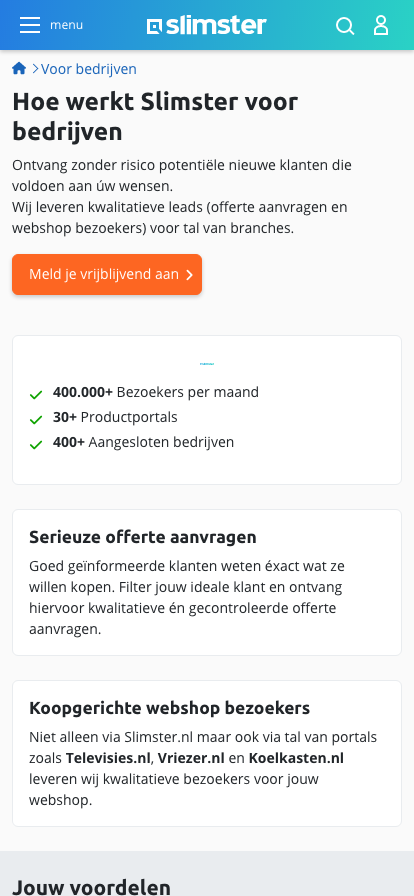 menu
slimster
Voor bedrijven
Hoe werkt Slimster voor
bedrijven
Ontvang zonder risico potentiële nieuwe klanten die
voldoen aan úw wensen.
Wij leveren kwalitatieve leads (offerte aanvragen en
webshop bezoekers) voor tal van branches.
Meld je vrijblijvend aan
400.000+ Bezoekers per maand
30+ Productportals
400+ Aangesloten bedrijven
Serieuze offerte aanvragen
Goed geïnformeerde klanten weten éxact wat ze
willen kopen. Filter jouw ideale klant en ontvang
hiervoor kwalitatieve én gecontroleerde offerte
aanvragen.
Koopgerichte webshop bezoekers
Niet alleen via Slimster.nl maar ook via tal van portals
zoals Televisies.nl, Vriezer.nl en Koelkasten.nl
leveren wij kwalitatieve bezoekers voor jouw
webshop.
Jouw voordelen